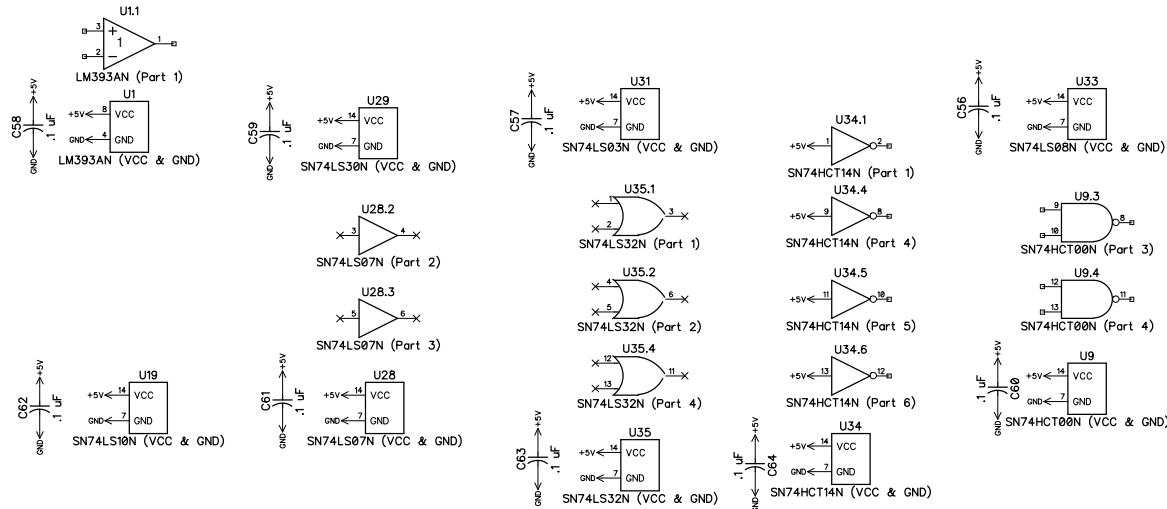 U1.1
3
+
1
1
2
−
LM393AN (Part 1)
+5V
C58
.1 uF
GND
U1
+5V
8
VCC
GND
4
GND
LM393AN (VCC & GND)
+5V
C59
.1 uF
GND
U29
+5V
14
VCC
GND
7
GND
SN74LS30N (VCC & GND)
+5V
C57
.1 uF
GND
U31
+5V
14
VCC
GND
7
GND
SN74LS03N (VCC & GND)
+5V
C56
.1 uF
GND
U33
+5V
14
VCC
GND
7
GND
SN74LS08N (VCC & GND)
U34.1
+5V
1
2
SN74HCT14N (Part 1)
U28.2
3
4
SN74LS07N (Part 2)
U35.1
1
2
3
SN74LS32N (Part 1)
U34.4
+5V
9
8
SN74HCT14N (Part 4)
U9.3
9
10
8
SN74HCT00N (Part 3)
U28.3
5
6
SN74LS07N (Part 3)
U35.2
4
5
6
SN74LS32N (Part 2)
U34.5
+5V
11
10
SN74HCT14N (Part 5)
U9.4
12
13
11
SN74HCT00N (Part 4)
+5V
C62
.1 uF
GND
U19
+5V
14
VCC
GND
7
GND
SN74LS10N (VCC & GND)
+5V
C61
.1 uF
GND
U28
+5V
14
VCC
GND
7
GND
SN74LS07N (VCC & GND)
U35.4
12
13
11
SN74LS32N (Part 4)
U34.6
+5V
13
12
SN74HCT14N (Part 6)
+5V
.1 uF
C60
GND
U9
+5V
14
VCC
GND
7
GND
SN74HCT00N (VCC & GND)
+5V
C63
.1 uF
GND
U35
+5V
14
VCC
GND
7
GND
SN74LS32N (VCC & GND)
+5V
.1 uF
C64
GND
U34
+5V
14
VCC
GND
7
GND
SN74HCT14N (VCC & GND)